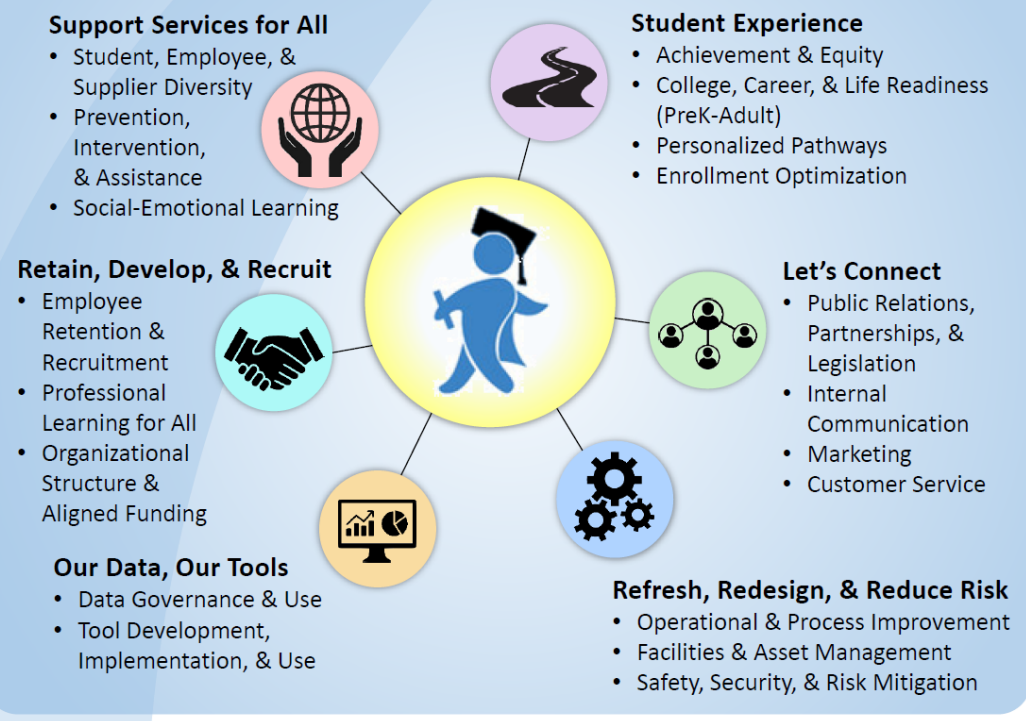 Support Services for All
• Student, Employee, &
Supplier Diversity
• Prevention,
Intervention,
& Assistance
• Social-Emotional Learning
Student Experience
• Achievement & Equity
• College, Career, & Life Readiness
(PreK-Adult)
• Personalized Pathways
• Enrollment Optimization
Retain, Develop, & Recruit
• Employee
Retention &
Recruitment
• Professional
Learning for All
• Organizational
Structure &
Aligned Funding
Let’s Connect
• Public Relations,
Partnerships, &
Legislation
• Internal
Communication
• Marketing
• Customer Service
Our Data, Our Tools
• Data Governance & Use
• Tool Development,
Implementation, & Use
Refresh, Redesign, & Reduce Risk
• Operational & Process Improvement
• Facilities & Asset Management
• Safety, Security, & Risk Mitigation